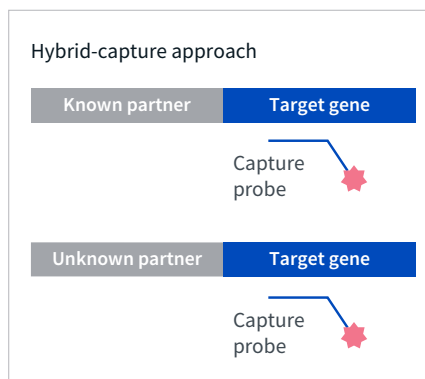 Hybrid-capture approach
Known partner Target gene
Capture
probe
Unknown partner Target gene
Capture
probe